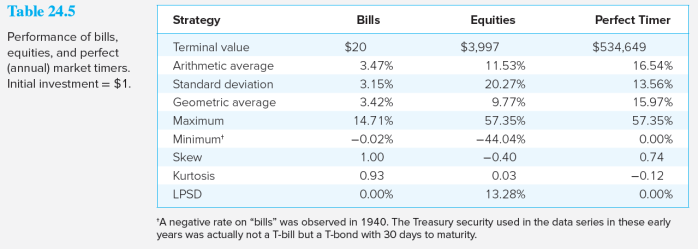 Table 24.5
Performance of bills,
equities, and perfect
(annual) market timers.
Initial investment = $1.
Strategy Bills Equities Perfect Timer
Terminal value $20 $3,997 $534,649
Arithmetic average 3.47% 11.53% 16.54%
Standard deviation 3.15% 20.27% 13.56%
Geometric average 3.42% 9.77% 15.97%
Maximum 14.71% 57.35% 57.35%
Minimum† −0.02% −44.04% 0.00%
Skew 1.00 −0.40 0.74
Kurtosis 0.93 0.03 −0.12
LPSD 0.00% 13.28% 0.00%
†A negative rate on “bills” was observed in 1940. The Treasury security used in the data series in these early
years was actually not a T-bill but a T-bond with 30 days to maturity.